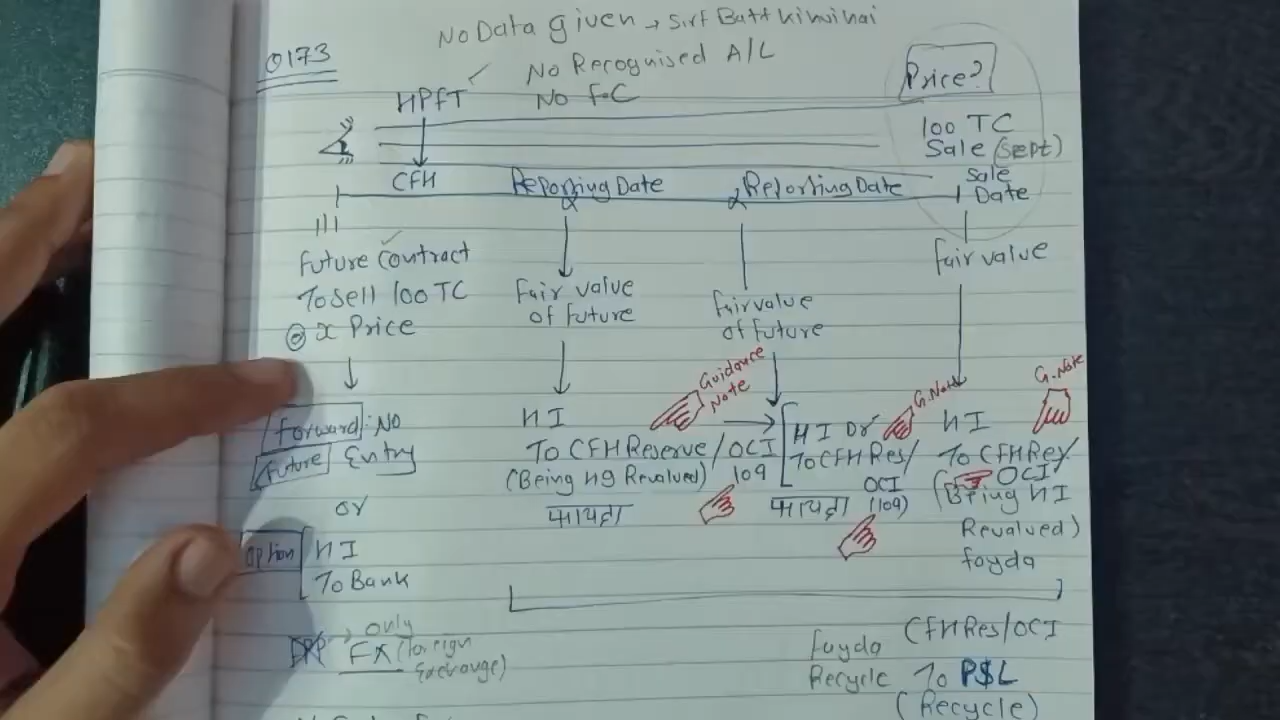 No Data given → Sirf Batt kiwi hai
0173
No Recognised A/L
HPFT
No F.C
Price?
100 TC
Sale (Sept)
Sale
Date
CFH
Reporting Date
Reporting Date
Future Contract
To Sell 100 TC
@ x Price
Fair value
of future
Fair value
of future
Fair value
Forward: No
Future Entry
or
Option
HI
To Bank
only
FX (foreign
Exchange)
HI
To CFH Reserve / OCI
(Being HI Revalued) 109
फायदा
Guidance
Note
HI Dr
To CFH Res/
OCI
(109)
फायदा
G.Note
HI
To CFH Res/
OCI
(Being HI
Revalued)
fayda
G.Note
fayda
Recycle
CFH Res/OCI
To P$L
(Recycle)